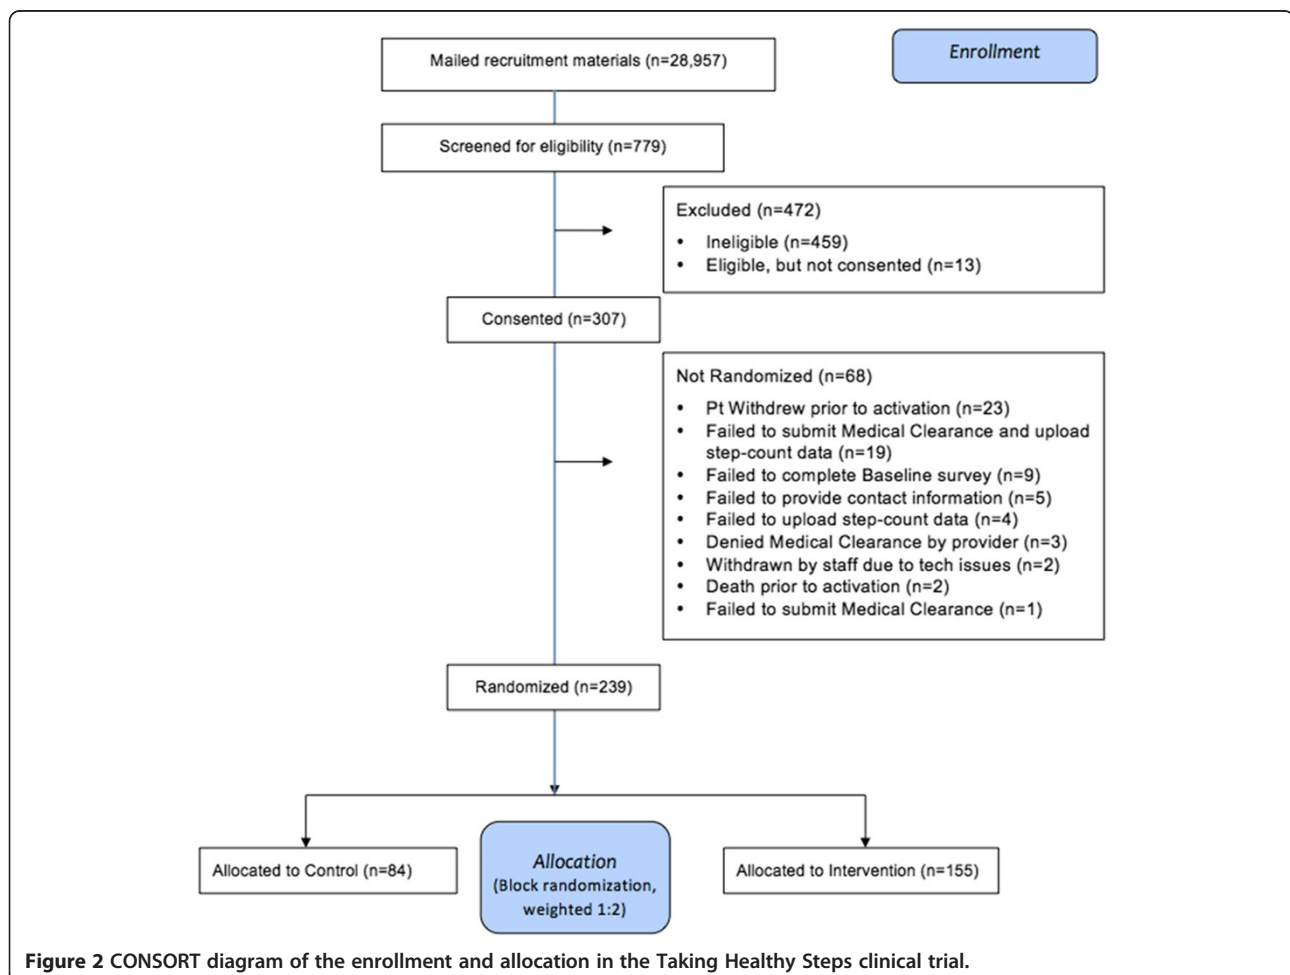 Enrollment
Mailed recruitment materials (n=28,957)
Screened for eligibility (n=779)
Excluded (n=472)
• Ineligible (n=459)
• Eligible, but not consented (n=13)
Consented (n=307)
Not Randomized (n=68)
• Pt Withdrew prior to activation (n=23)
• Failed to submit Medical Clearance and upload
step-count data (n=19)
• Failed to complete Baseline survey (n=9)
• Failed to provide contact information (n=5)
• Failed to upload step-count data (n=4)
• Denied Medical Clearance by provider (n=3)
• Withdrawn by staff due to tech issues (n=2)
• Death prior to activation (n=2)
• Failed to submit Medical Clearance (n=1)
Randomized (n=239)
Allocated to Control (n=84)
Allocation
(Block randomization,
weighted 1:2)
Allocated to Intervention (n=155)
Figure 2 CONSORT diagram of the enrollment and allocation in the Taking Healthy Steps clinical trial.